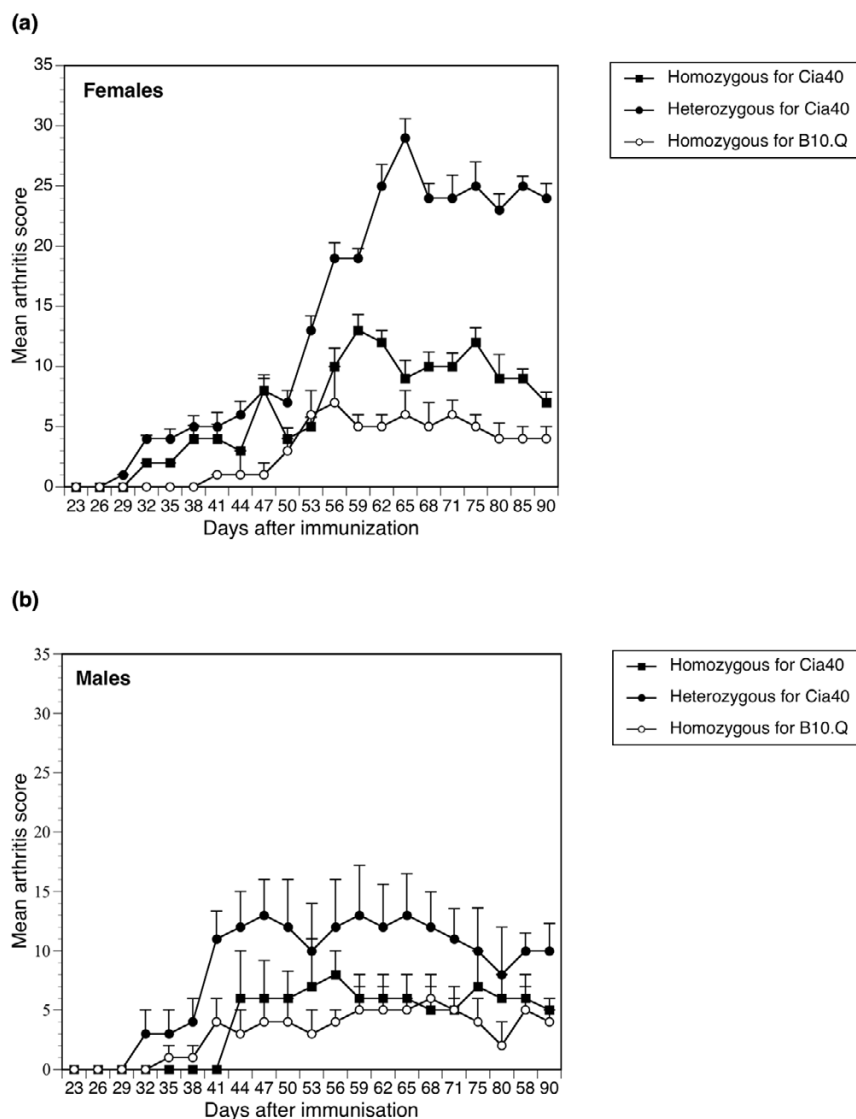 (a)
35
30
25
20
15
10
5
0
Mean arthritis score
Females
23 26 29 32 35 38 41 44 47 50 53 56 59 62 65 68 71 75 80 85 90
Days after immunization
Homozygous for Cia40
Heterozygous for Cia40
Homozygous for B10.Q
(b)
35
30
25
20
15
10
5
0
Mean arthritis score
Males
23 26 29 32 35 38 41 44 47 50 53 56 59 62 65 68 71 75 80 58 90
Days after immunisation
Homozygous for Cia40
Heterozygous for Cia40
Homozygous for B10.Q